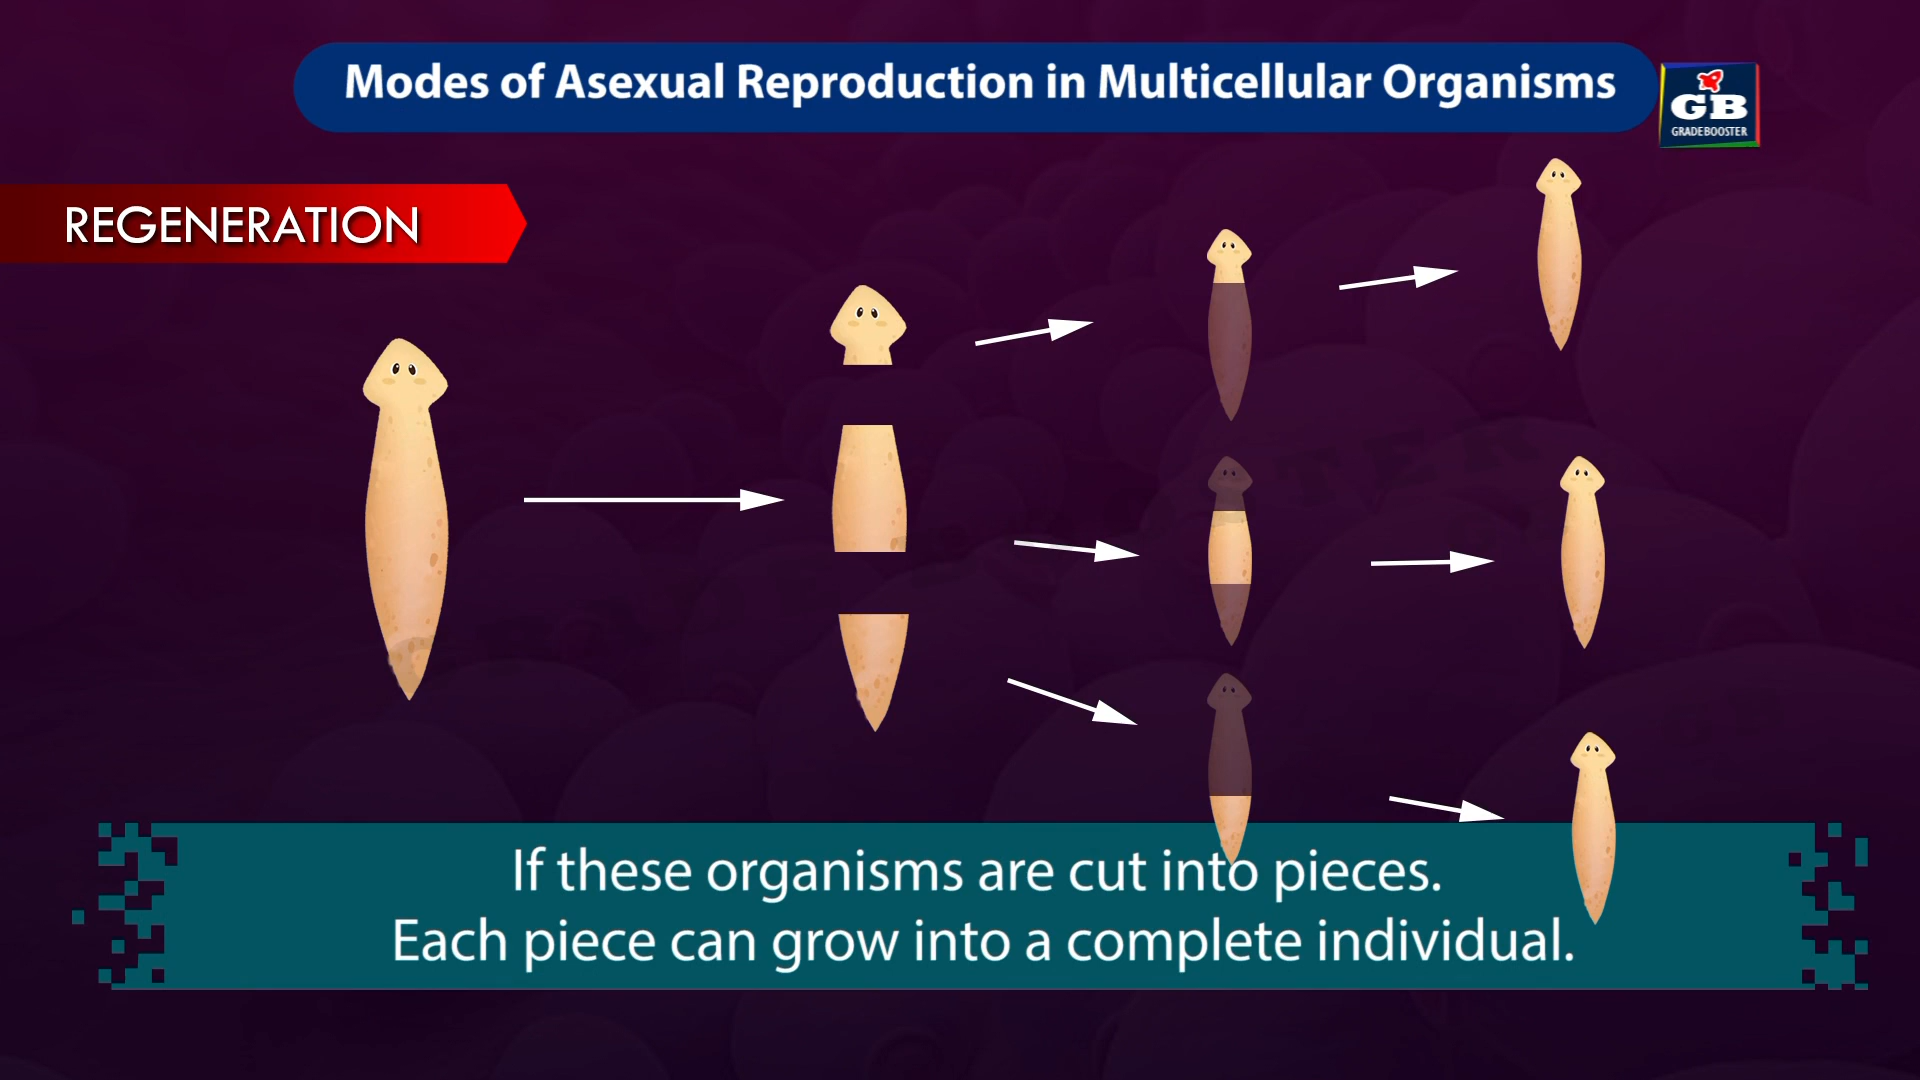 Modes of Asexual Reproduction in Multicellular Organisms
GB
GRADEBOOSTER
REGENERATION
If these organisms are cut into pieces.
Each piece can grow into a complete individual.